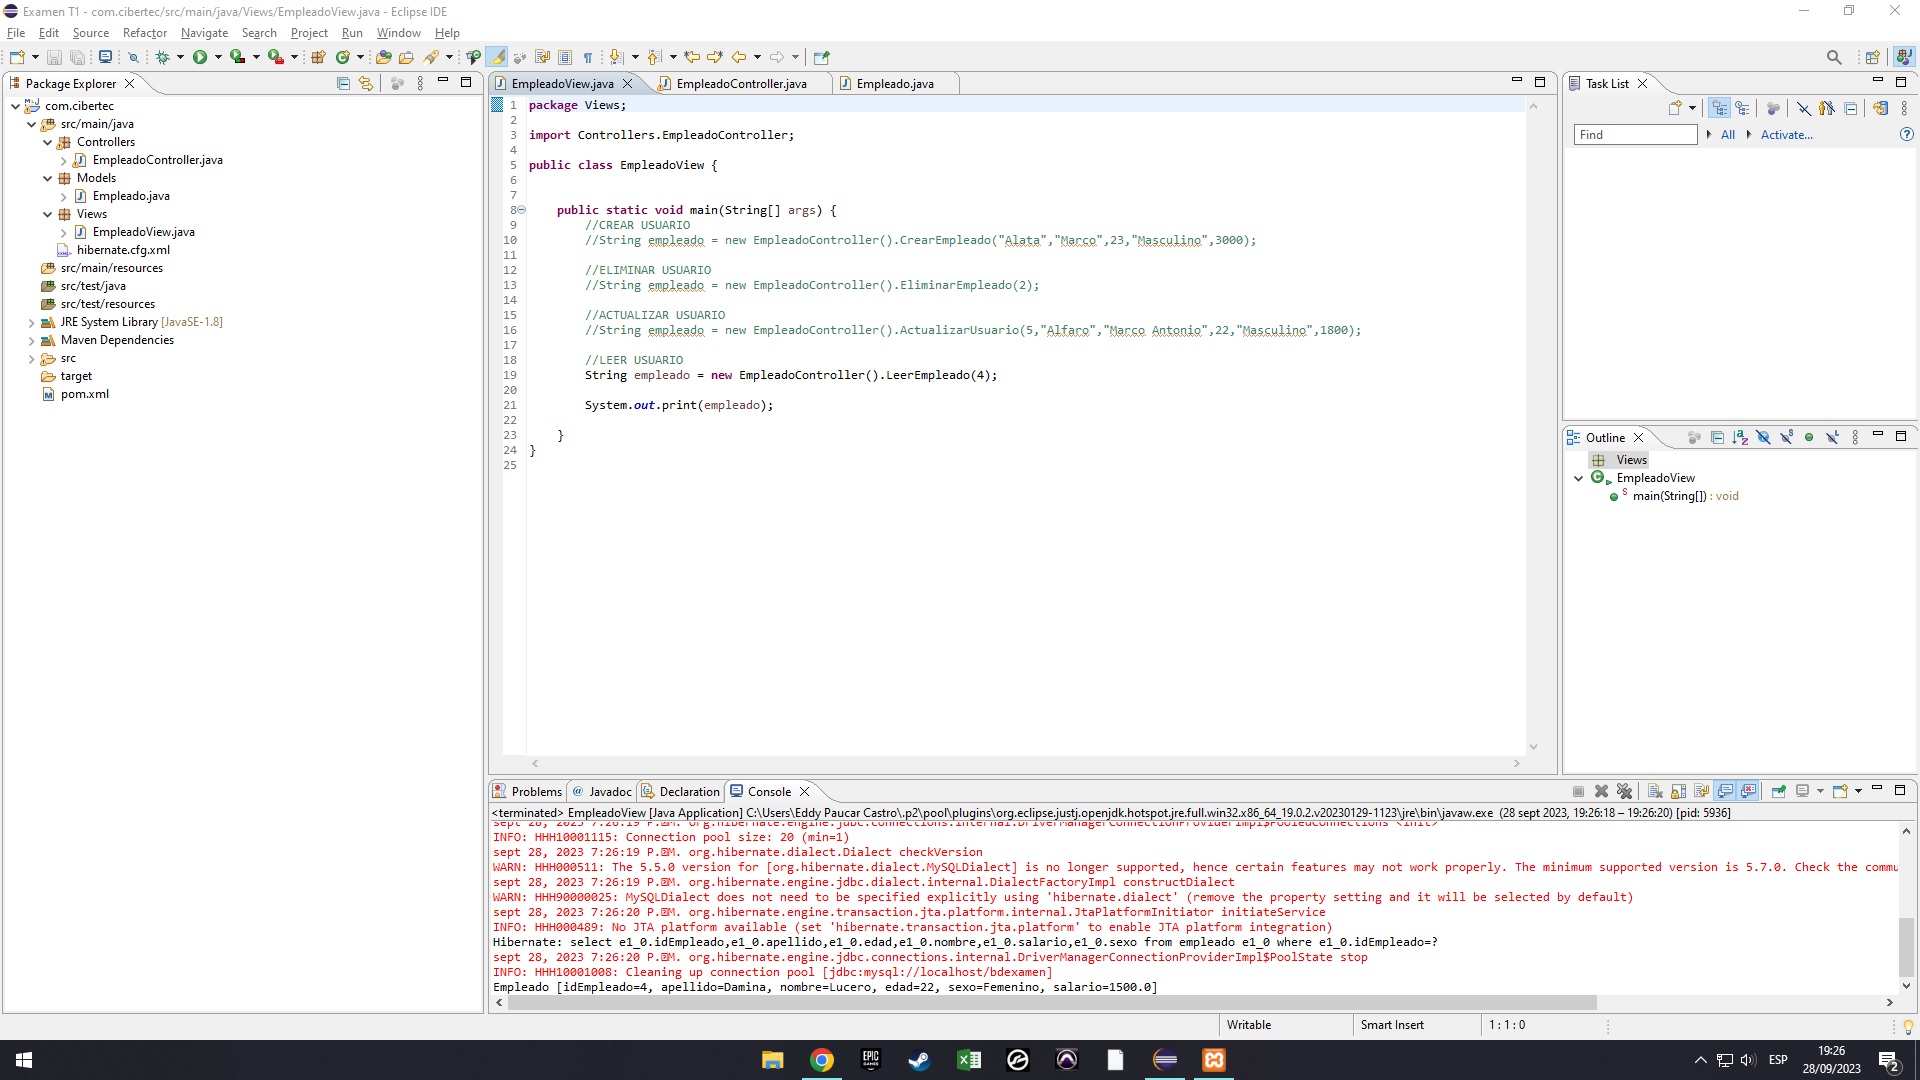 Examen T1 - com.cibertec/src/main/java/Views/EmpleadoView.java - Eclipse IDE
File Edit Source Refactor Navigate Search Project Run Window Help
Package Explorer
com.cibertec
src/main/java
Controllers
EmpleadoController.java
Models
Empleado.java
Views
EmpleadoView.java
hibernate.cfg.xml
src/main/resources
src/test/java
src/test/resources
JRE System Library [JavaSE-1.8]
Maven Dependencies
src
target
pom.xml
EmpleadoView.java EmpleadoController.java Empleado.java
1 package Views;
2
3 import Controllers.EmpleadoController;
4
5 public class EmpleadoView {
6
7
8 public static void main(String[] args) {
9 //CREAR USUARIO
10 //String empleado = new EmpleadoController().CrearEmpleado("Alata","Marco",23,"Masculino",3000);
11
12 //ELIMINAR USUARIO
13 //String empleado = new EmpleadoController().EliminarEmpleado(2);
14
15 //ACTUALIZAR USUARIO
16 //String empleado = new EmpleadoController().ActualizarUsuario(5,"Alfaro","Marco Antonio",22,"Masculino",1800);
17
18 //LEER USUARIO
19 String empleado = new EmpleadoController().LeerEmpleado(4);
20
21 System.out.print(empleado);
22
23 }
24 }
25
Task List
Find All Activate...
Outline
Views
EmpleadoView
main(String[]) : void
Problems Javadoc Declaration Console
<terminated> EmpleadoView [Java Application] C:\Users\Eddy Paucar Castro\.p2\pool\plugins\org.eclipse.justj.openjdk.hotspot.jre.full.win32.x86_64_19.0.2.v20230129-1123\jre\bin\javaw.exe (28 sept 2023, 19:26:18 – 19:26:20) [pid: 5936]
sept 28, 2023 7:26:19 P. M. org.hibernate.engine.jdbc.connections.internal.DriverManagerConnectionProviderImpl$PooledConnections <init>
INFO: HHH10001115: Connection pool size: 20 (min=1)
sept 28, 2023 7:26:19 P. M. org.hibernate.dialect.Dialect checkVersion
WARN: HHH000511: The 5.5.0 version for [org.hibernate.dialect.MySQLDialect] is no longer supported, hence certain features may not work properly. The minimum supported version is 5.7.0. Check the commu
sept 28, 2023 7:26:19 P. M. org.hibernate.engine.jdbc.dialect.internal.DialectFactoryImpl constructDialect
WARN: HHH90000025: MySQLDialect does not need to be specified explicitly using 'hibernate.dialect' (remove the property setting and it will be selected by default)
sept 28, 2023 7:26:20 P. M. org.hibernate.engine.transaction.jta.platform.internal.JtaPlatformInitiator initiateService
INFO: HHH000489: No JTA platform available (set 'hibernate.transaction.jta.platform' to enable JTA platform integration)
Hibernate: select e1_0.idEmpleado,e1_0.apellido,e1_0.edad,e1_0.nombre,e1_0.salario,e1_0.sexo from empleado e1_0 where e1_0.idEmpleado=?
sept 28, 2023 7:26:20 P. M. org.hibernate.engine.jdbc.connections.internal.DriverManagerConnectionProviderImpl$PoolState stop
INFO: HHH10001008: Cleaning up connection pool [jdbc:mysql://localhost/bdexamen]
Empleado [idEmpleado=4, apellido=Damina, nombre=Lucero, edad=22, sexo=Femenino, salario=1500.0]
Writable Smart Insert 1 : 1 : 0
EPIC GAMES
ESP
19:26
28/09/2023
2